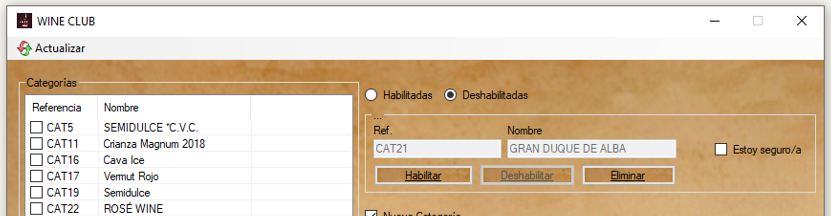 WINE CLUB
Actualizar
Categorías
Referencia Nombre
CAT5 SEMIDULCE "C.V.C.
CAT11 Crianza Magnum 2018
CAT16 Cava Ice
CAT17 Vermut Rojo
CAT19 Semidulce
CAT22 ROSÉ WINE
Habilitadas Deshabilitadas
...
Ref. Nombre
CAT21 GRAN DUQUE DE ALBA
Estoy seguro/a
Habilitar Deshabilitar Eliminar
Nueva Categoría